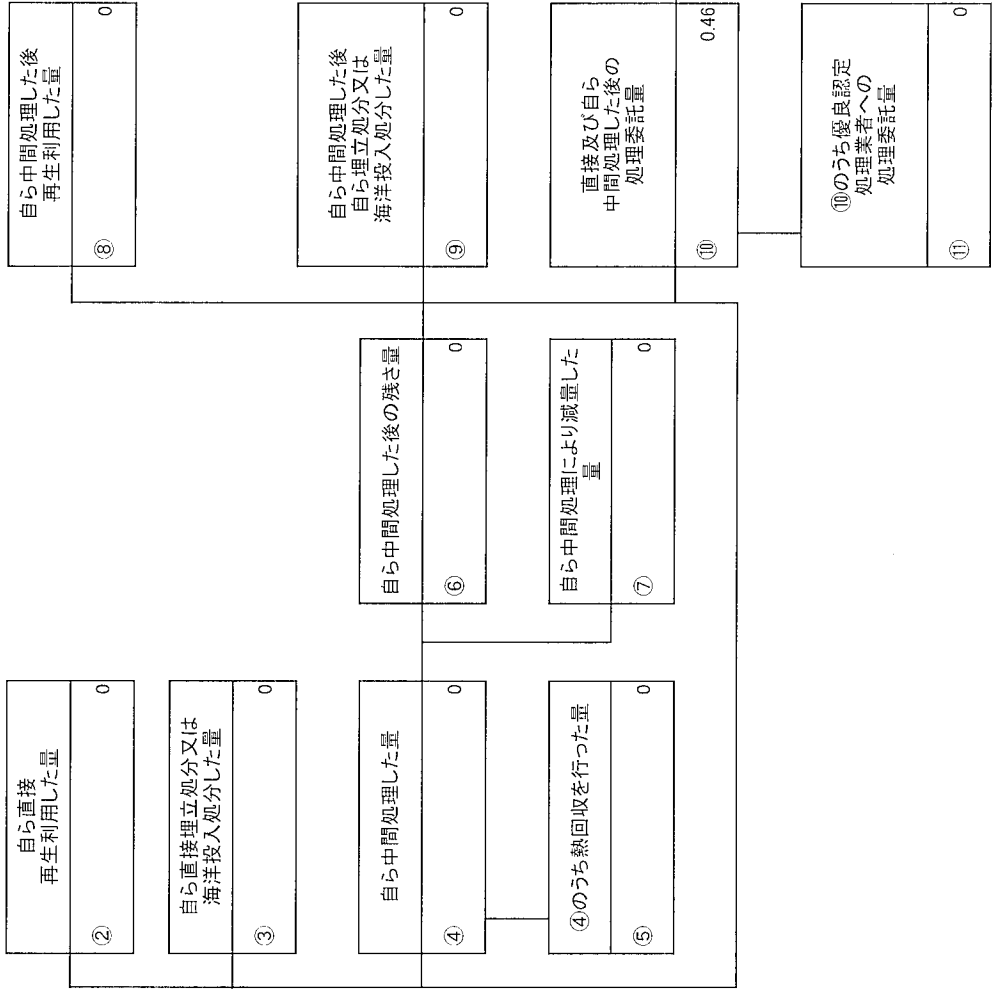 自ら直接
再生利用した量
② 0
自ら直接埋立処分又は
海洋投入処分した量
③ 0
自ら中間処理した量
④ 0
④のうち熱回収を行った量
⑤ 0
自ら中間処理した後の残さ量
⑥ 0
自ら中間処理により減量した
量
⑦ 0
自ら中間処理した後
再生利用した量
⑧ 0
自ら中間処理した後
自ら埋立処分又は
海洋投入処分した量
⑨ 0
直接及び自ら
中間処理した後の
処理委託量
⑩ 0.46
⑩のうち優良認定
処理業者への
処理委託量
⑪ 0